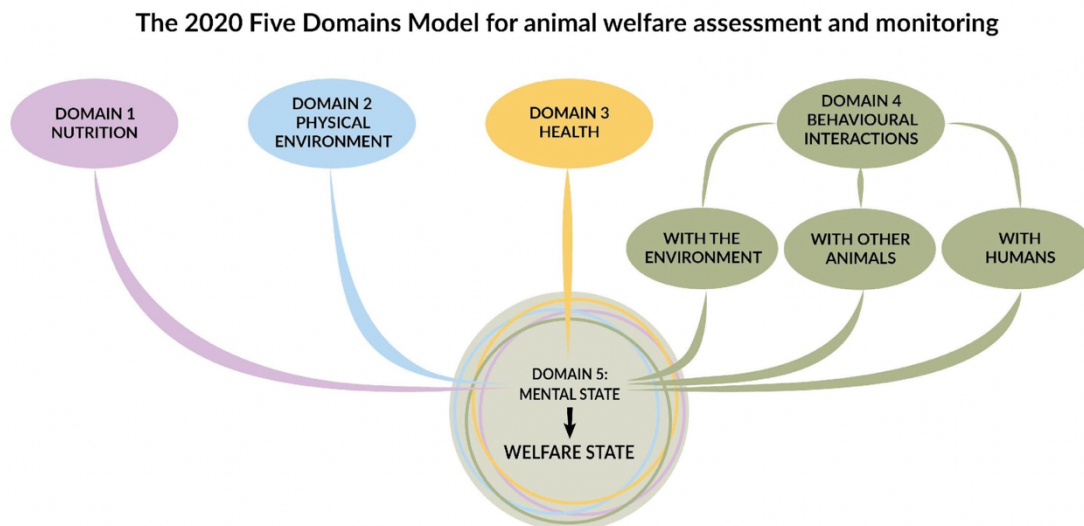 The 2020 Five Domains Model for animal welfare assessment and monitoring
DOMAIN 1
NUTRITION
DOMAIN 2
PHYSICAL
ENVIRONMENT
DOMAIN 3
HEALTH
DOMAIN 4
BEHAVIOURAL
INTERACTIONS
WITH THE
ENVIRONMENT
WITH OTHER
ANIMALS
WITH
HUMANS
DOMAIN 5:
MENTAL STATE
WELFARE STATE